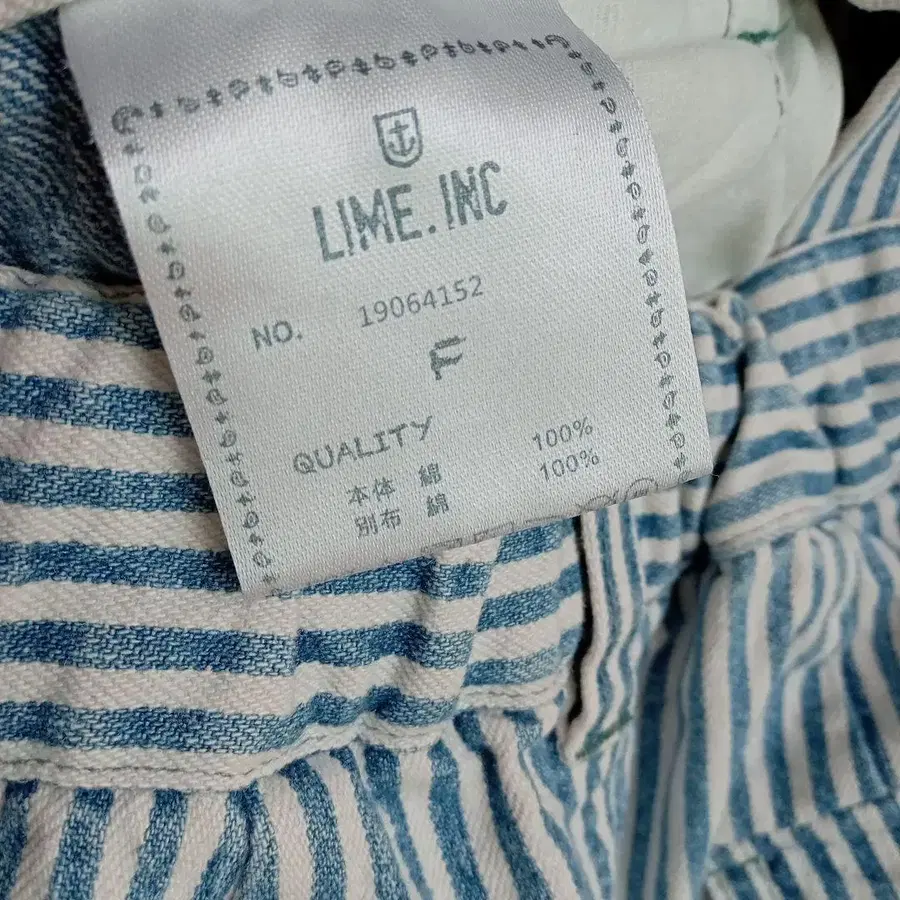 LIME.INC
NO. 19064152
F
QUALITY
本体 綿 100%
別布 綿 100%